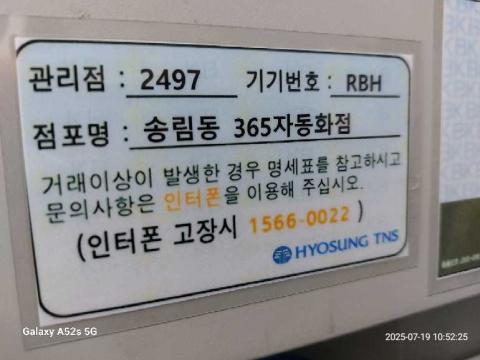 관리점 : 2497 기기번호 : RBH
점포명 : 송림동 365자동화점
거래이상이 발생한 경우 명세표를 참고하시고
문의사항은 인터폰을 이용해 주십시오.
(인터폰 고장시 1566-0022 )
HYOSUNG TNS
Galaxy A52s 5G
2025-07-19 10:52:25